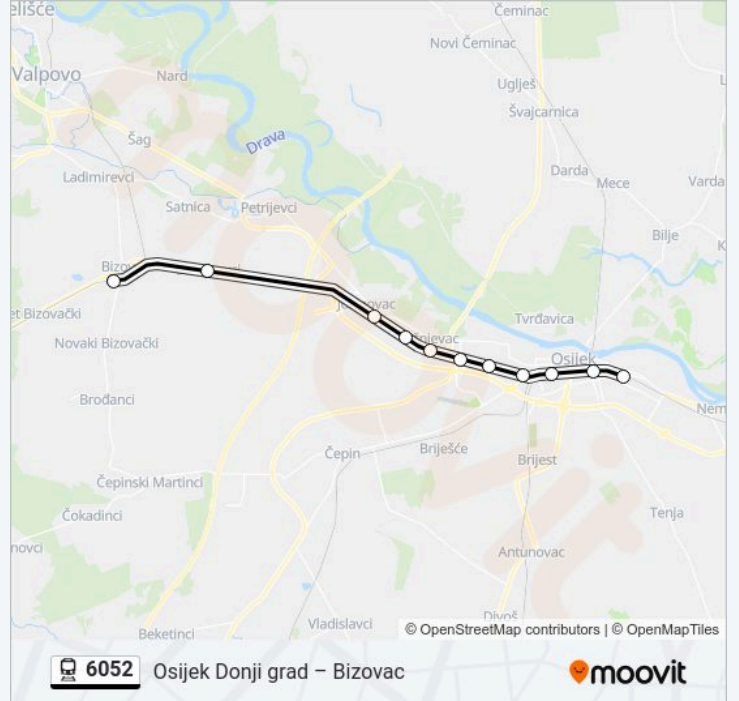 Čeminac
Novi Čeminac
Valpovo
Nard
Uglješ
Švajcarnica
Šag
Drava
Ladimirevci
Darda
Mece
Varda
Satnica
Petrijevci
Bilje
Novaki Bizovački
Tvrđavica
Osijek
Brođanci
Čepin
Briješće
Brijest
Čepinski Martinci
Čokadinci
Tenja
Antunovac
Vladislavci
Beketinci
© OpenStreetMap contributors | © OpenMapTiles
6052 Osijek Donji grad – Bizovac
moovit